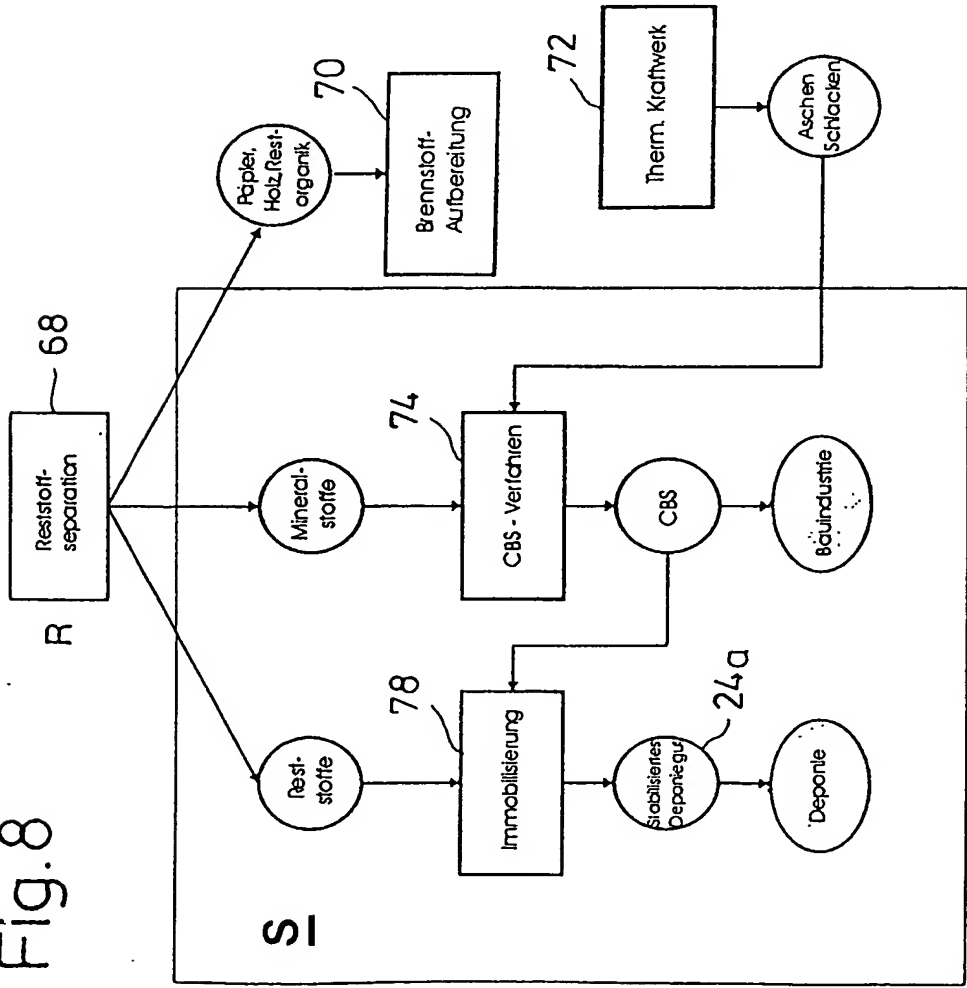 Fig.8
R
Reststoff-
separation
68
Papier,
Holz,Rest-
organik
70
Brennstoff-
Aufbereitung
72
Therm. Kraftwerk
Aschen
Schlacken
S
Rest-
stoffe
Mineral-
stoffe
74
CBS - Verfahren
78
Immobilisierung
CBS
24a
Stabilisiertes
Deponiegut
Bauindustrie
Deponie